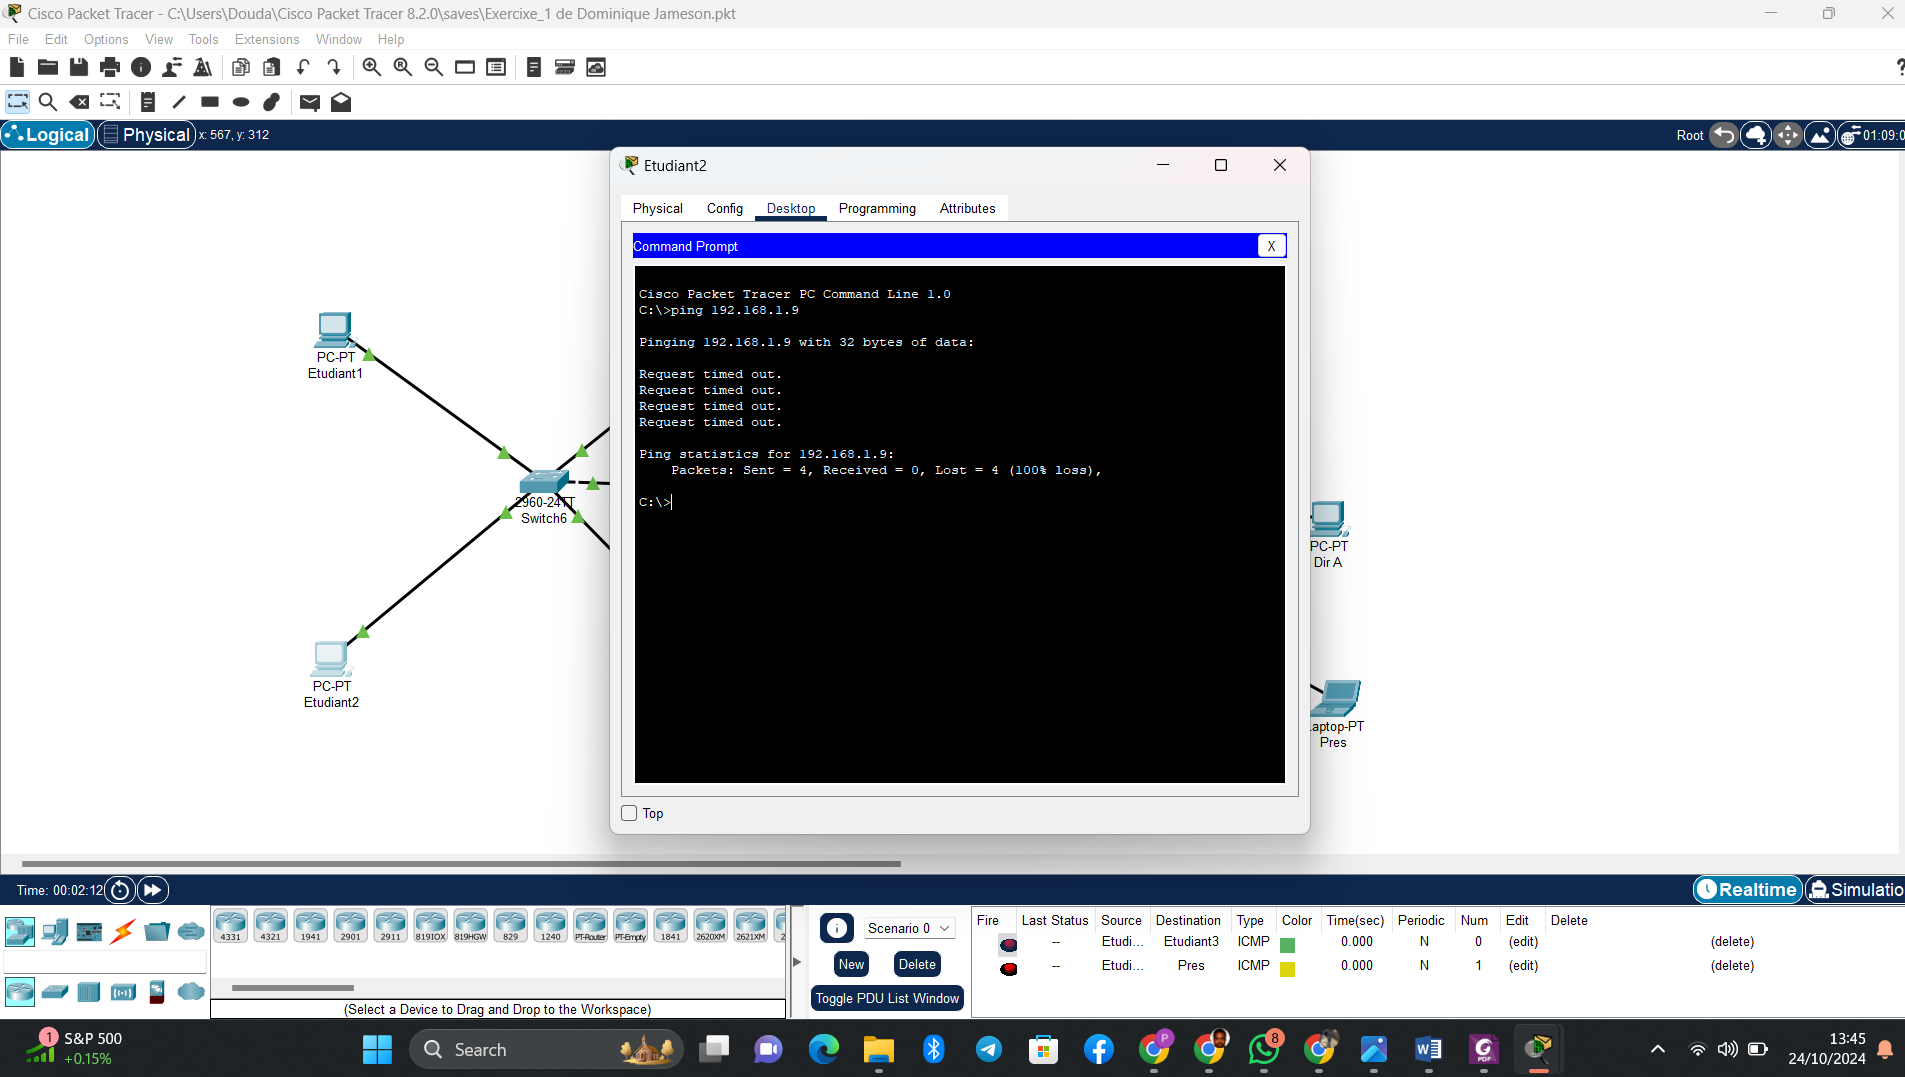 Cisco Packet Tracer - C:\Users\Douda\Cisco Packet Tracer 8.2.0\saves\Exercixe_1 de Dominique Jameson.pkt
File Edit Options View Tools Extensions Window Help
?
Logical Physical x: 567, y: 312 Root 01:09:0
Etudiant2
Physical Config Desktop Programming Attributes
Command Prompt X
Cisco Packet Tracer PC Command Line 1.0
C:\>ping 192.168.1.9
Pinging 192.168.1.9 with 32 bytes of data:
Request timed out.
Request timed out.
Request timed out.
Request timed out.
Ping statistics for 192.168.1.9:
Packets: Sent = 4, Received = 0, Lost = 4 (100% loss),
C:\>
Top
PC-PT
Etudiant1
2960-24TT
Switch6
PC-PT
Etudiant2
PC-PT
Dir A
aptop-PT
Pres
Time: 00:02:12 Realtime Simulatio
4331 4321 1941 2901 2911 819IOX 819HGW 829 1240 PT-Router PT-Empty 1841 2620XM 2621XM 2
(Select a Device to Drag and Drop to the Workspace)
Scenario 0
New Delete
Toggle PDU List Window
Fire Last Status Source Destination Type Color Time(sec) Periodic Num Edit Delete
-- Etudi... Etudiant3 ICMP 0.000 N 0 (edit) (delete)
-- Etudi... Pres ICMP 0.000 N 1 (edit) (delete)
1 S&P 500
+0.15%
Search
P
8
W
PDF
13:45
24/10/2024